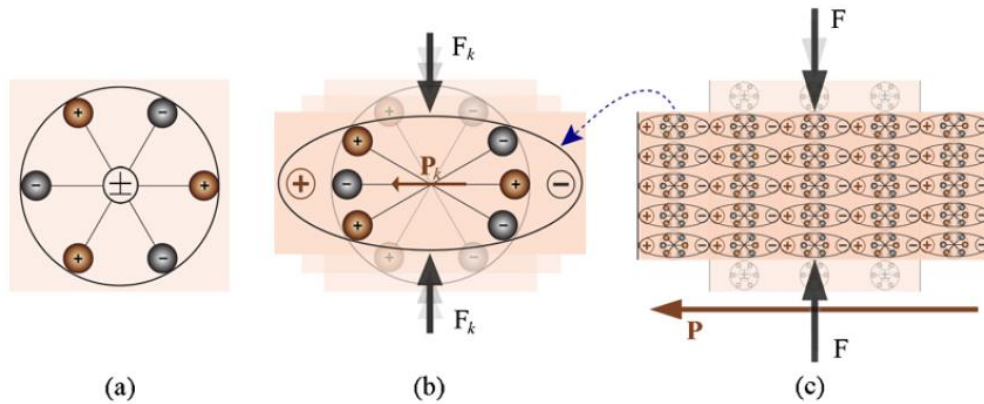 F
F_k
+ − − + + − ±
P_k
+ −
F_k
P
F
(a) (b) (c)